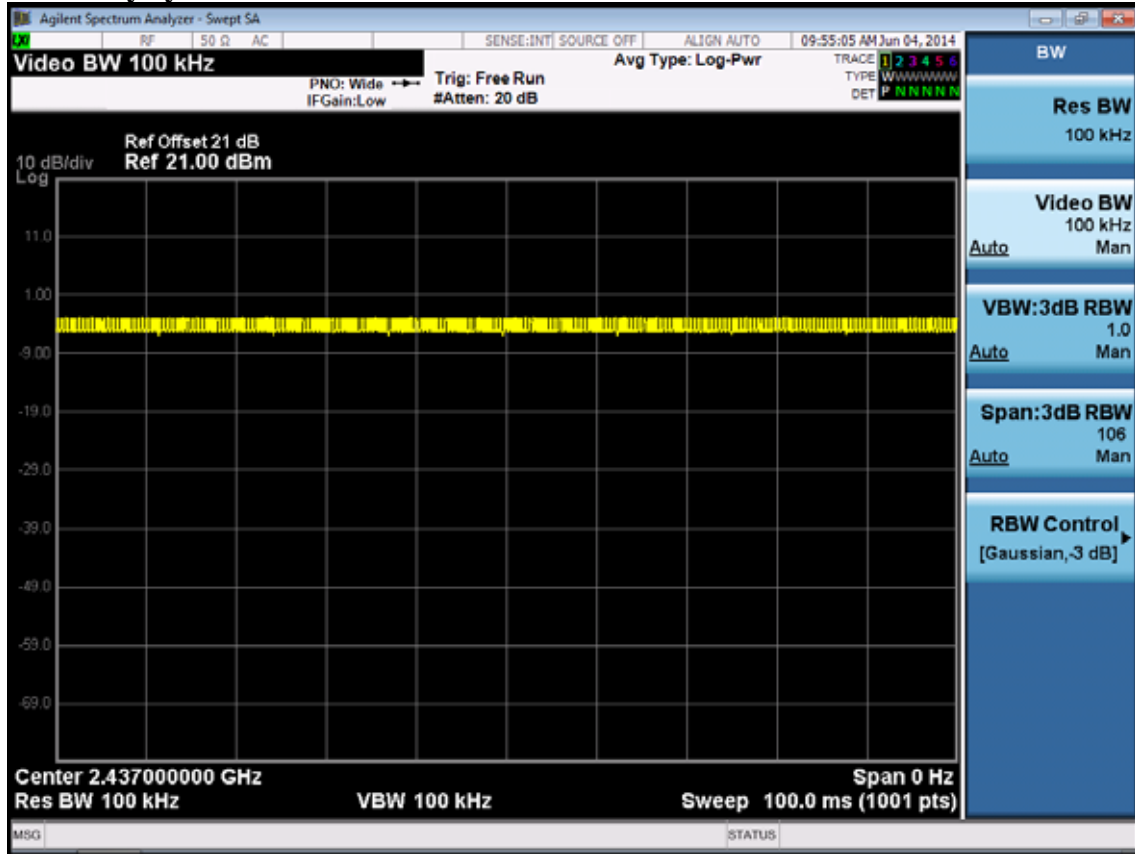 Agilent Spectrum Analyzer - Swept SA
RF 50 Ω AC SENSE:INT SOURCE OFF ALIGN AUTO 09:55:05 AM Jun 04, 2014
Video BW 100 kHz
PNO: Wide
IFGain:Low
Trig: Free Run
#Atten: 20 dB
Avg Type: Log-Pwr
TRACE 1 2 3 4 5 6
TYPE WWWWWWW
DET P N N N N N
Ref Offset 21 dB
10 dB/div Ref 21.00 dBm
Log
11.0
1.00
-9.00
-19.0
-29.0
-39.0
-49.0
-59.0
-69.0
Center 2.437000000 GHz Span 0 Hz
Res BW 100 kHz VBW 100 kHz Sweep 100.0 ms (1001 pts)
MSG STATUS
BW
Res BW
100 kHz
Video BW
100 kHz
Auto Man
VBW:3dB RBW
1.0
Auto Man
Span:3dB RBW
106
Auto Man
RBW Control
[Gaussian,-3 dB]